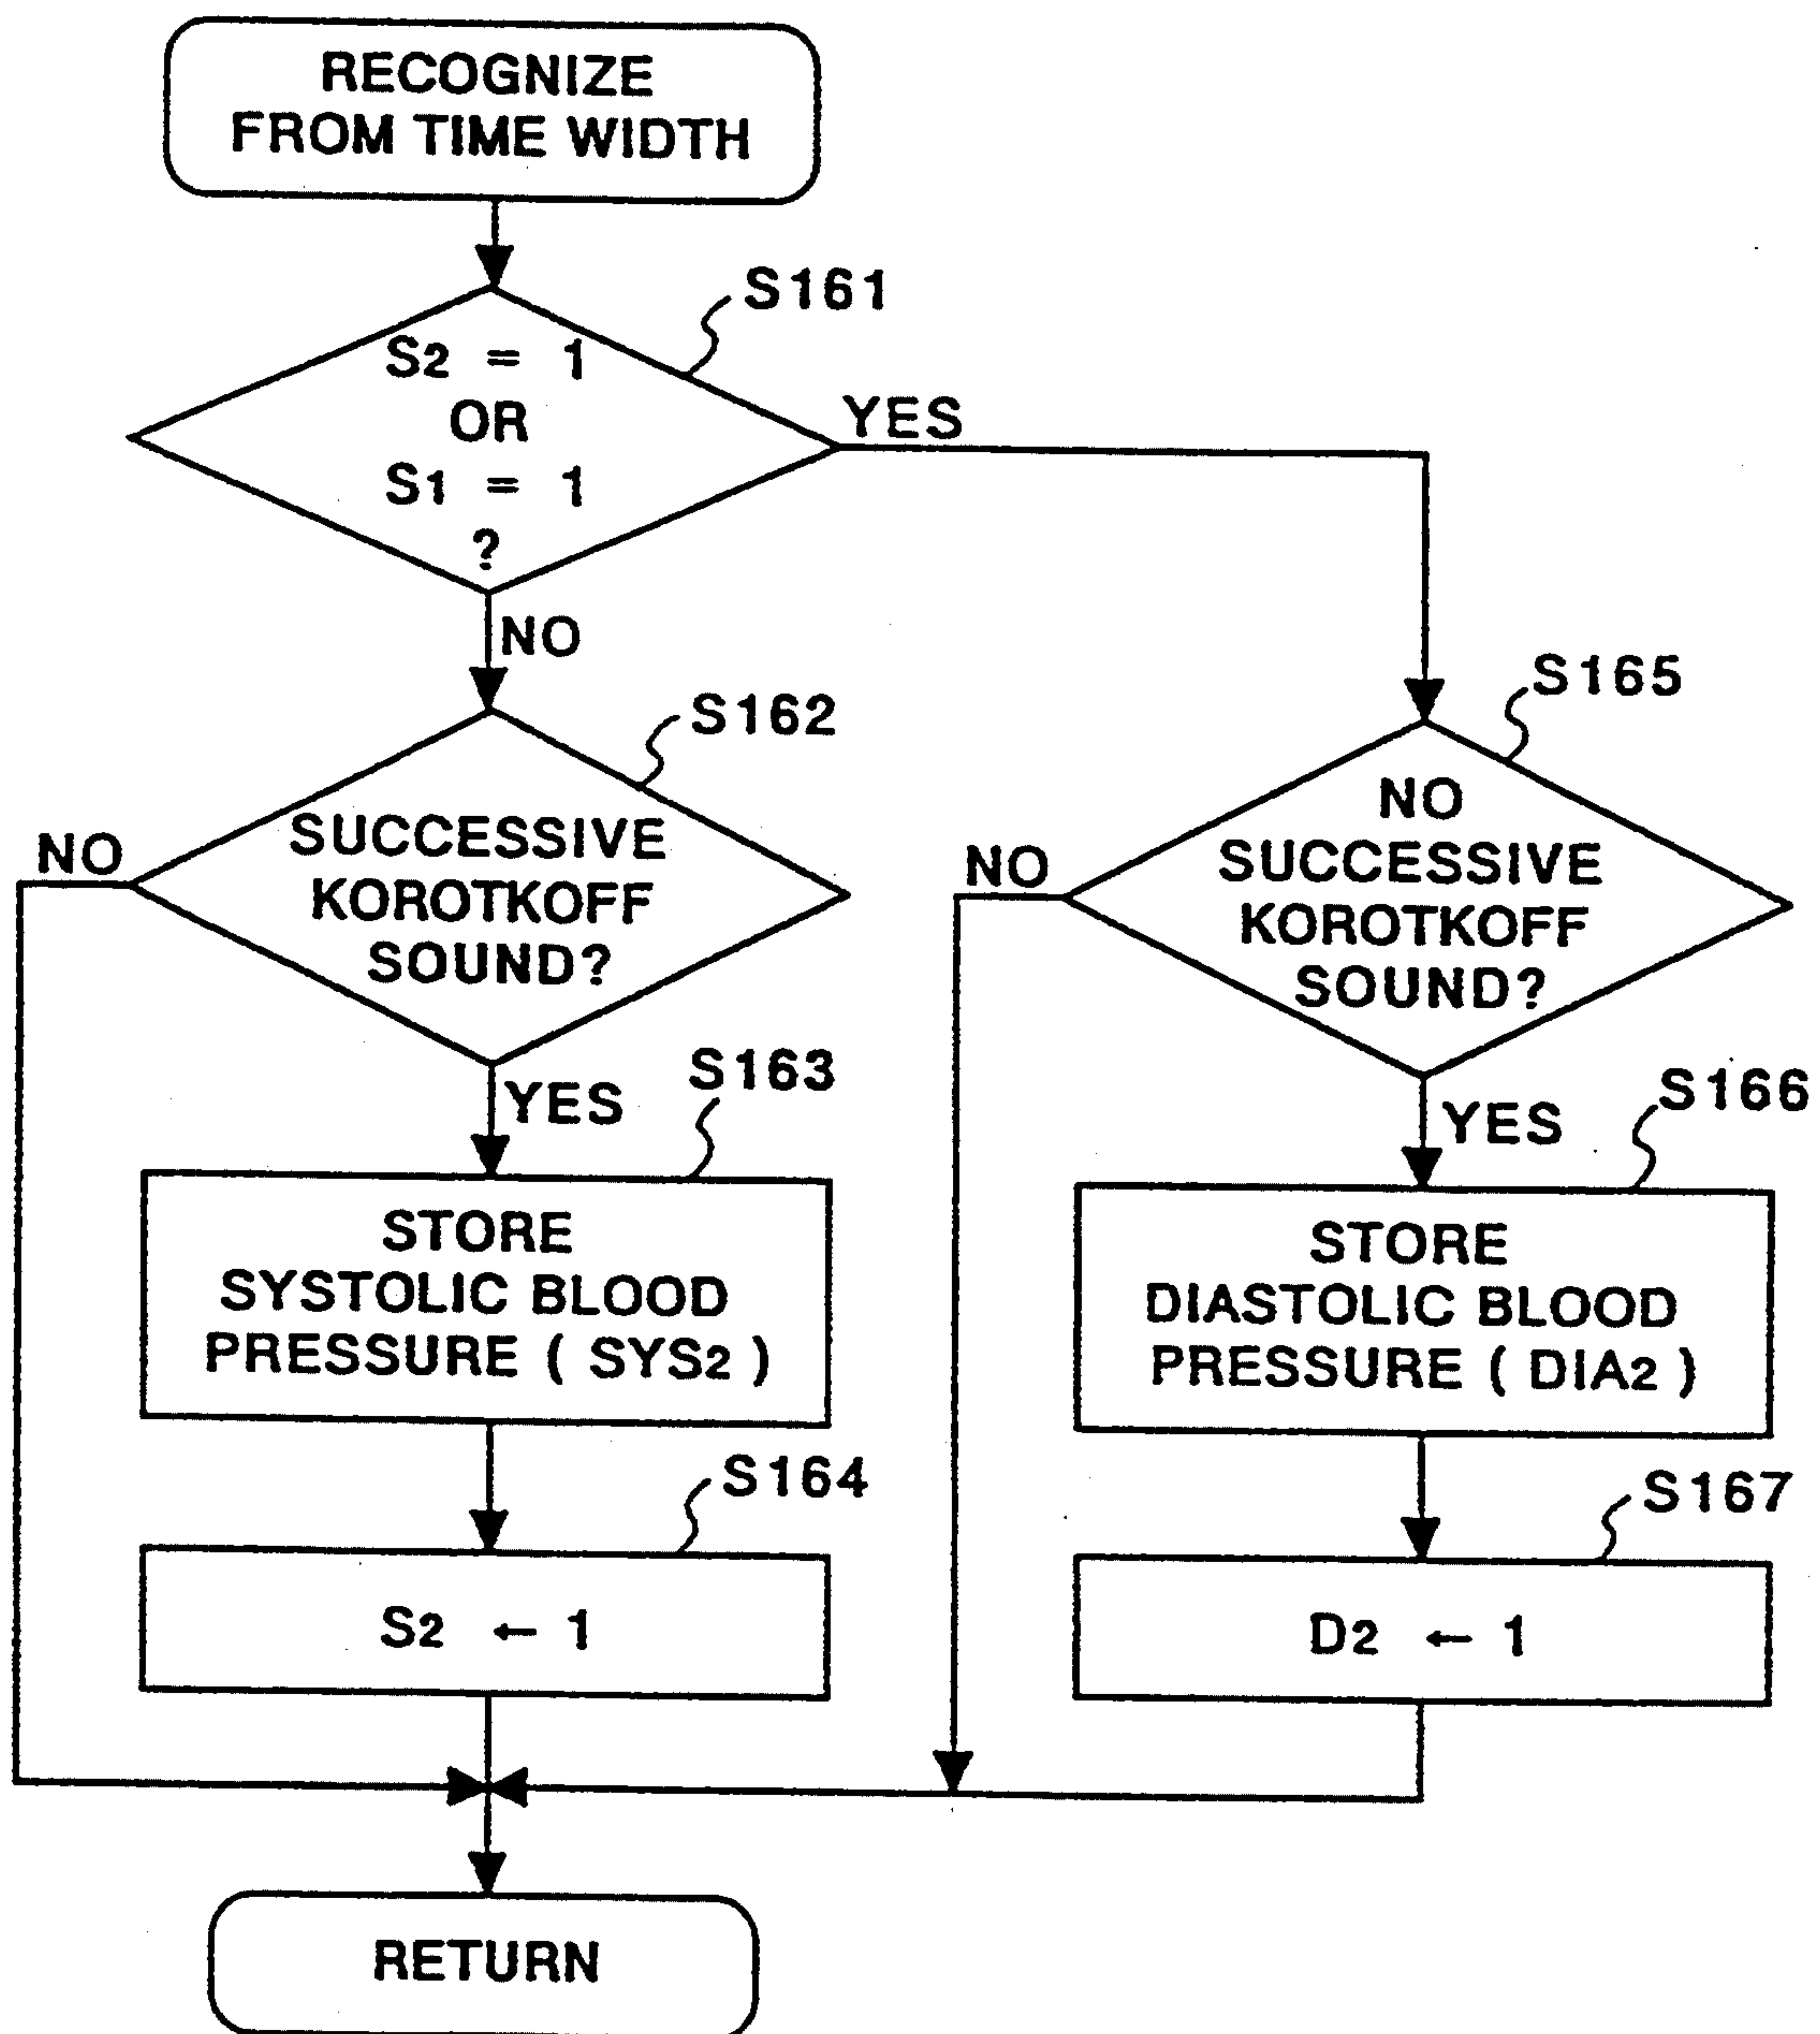 RECOGNIZE
FROM TIME WIDTH
S161
S2 = 1
OR
S1 = 1
?
YES
NO
S162
SUCCESSIVE
KOROTKOFF
SOUND?
NO
YES
S163
STORE
SYSTOLIC BLOOD
PRESSURE ( SYS2 )
S164
S2 ← 1
S165
NO
SUCCESSIVE
KOROTKOFF
SOUND?
NO
YES
S166
STORE
DIASTOLIC BLOOD
PRESSURE ( DIA2 )
S167
D2 ← 1
RETURN